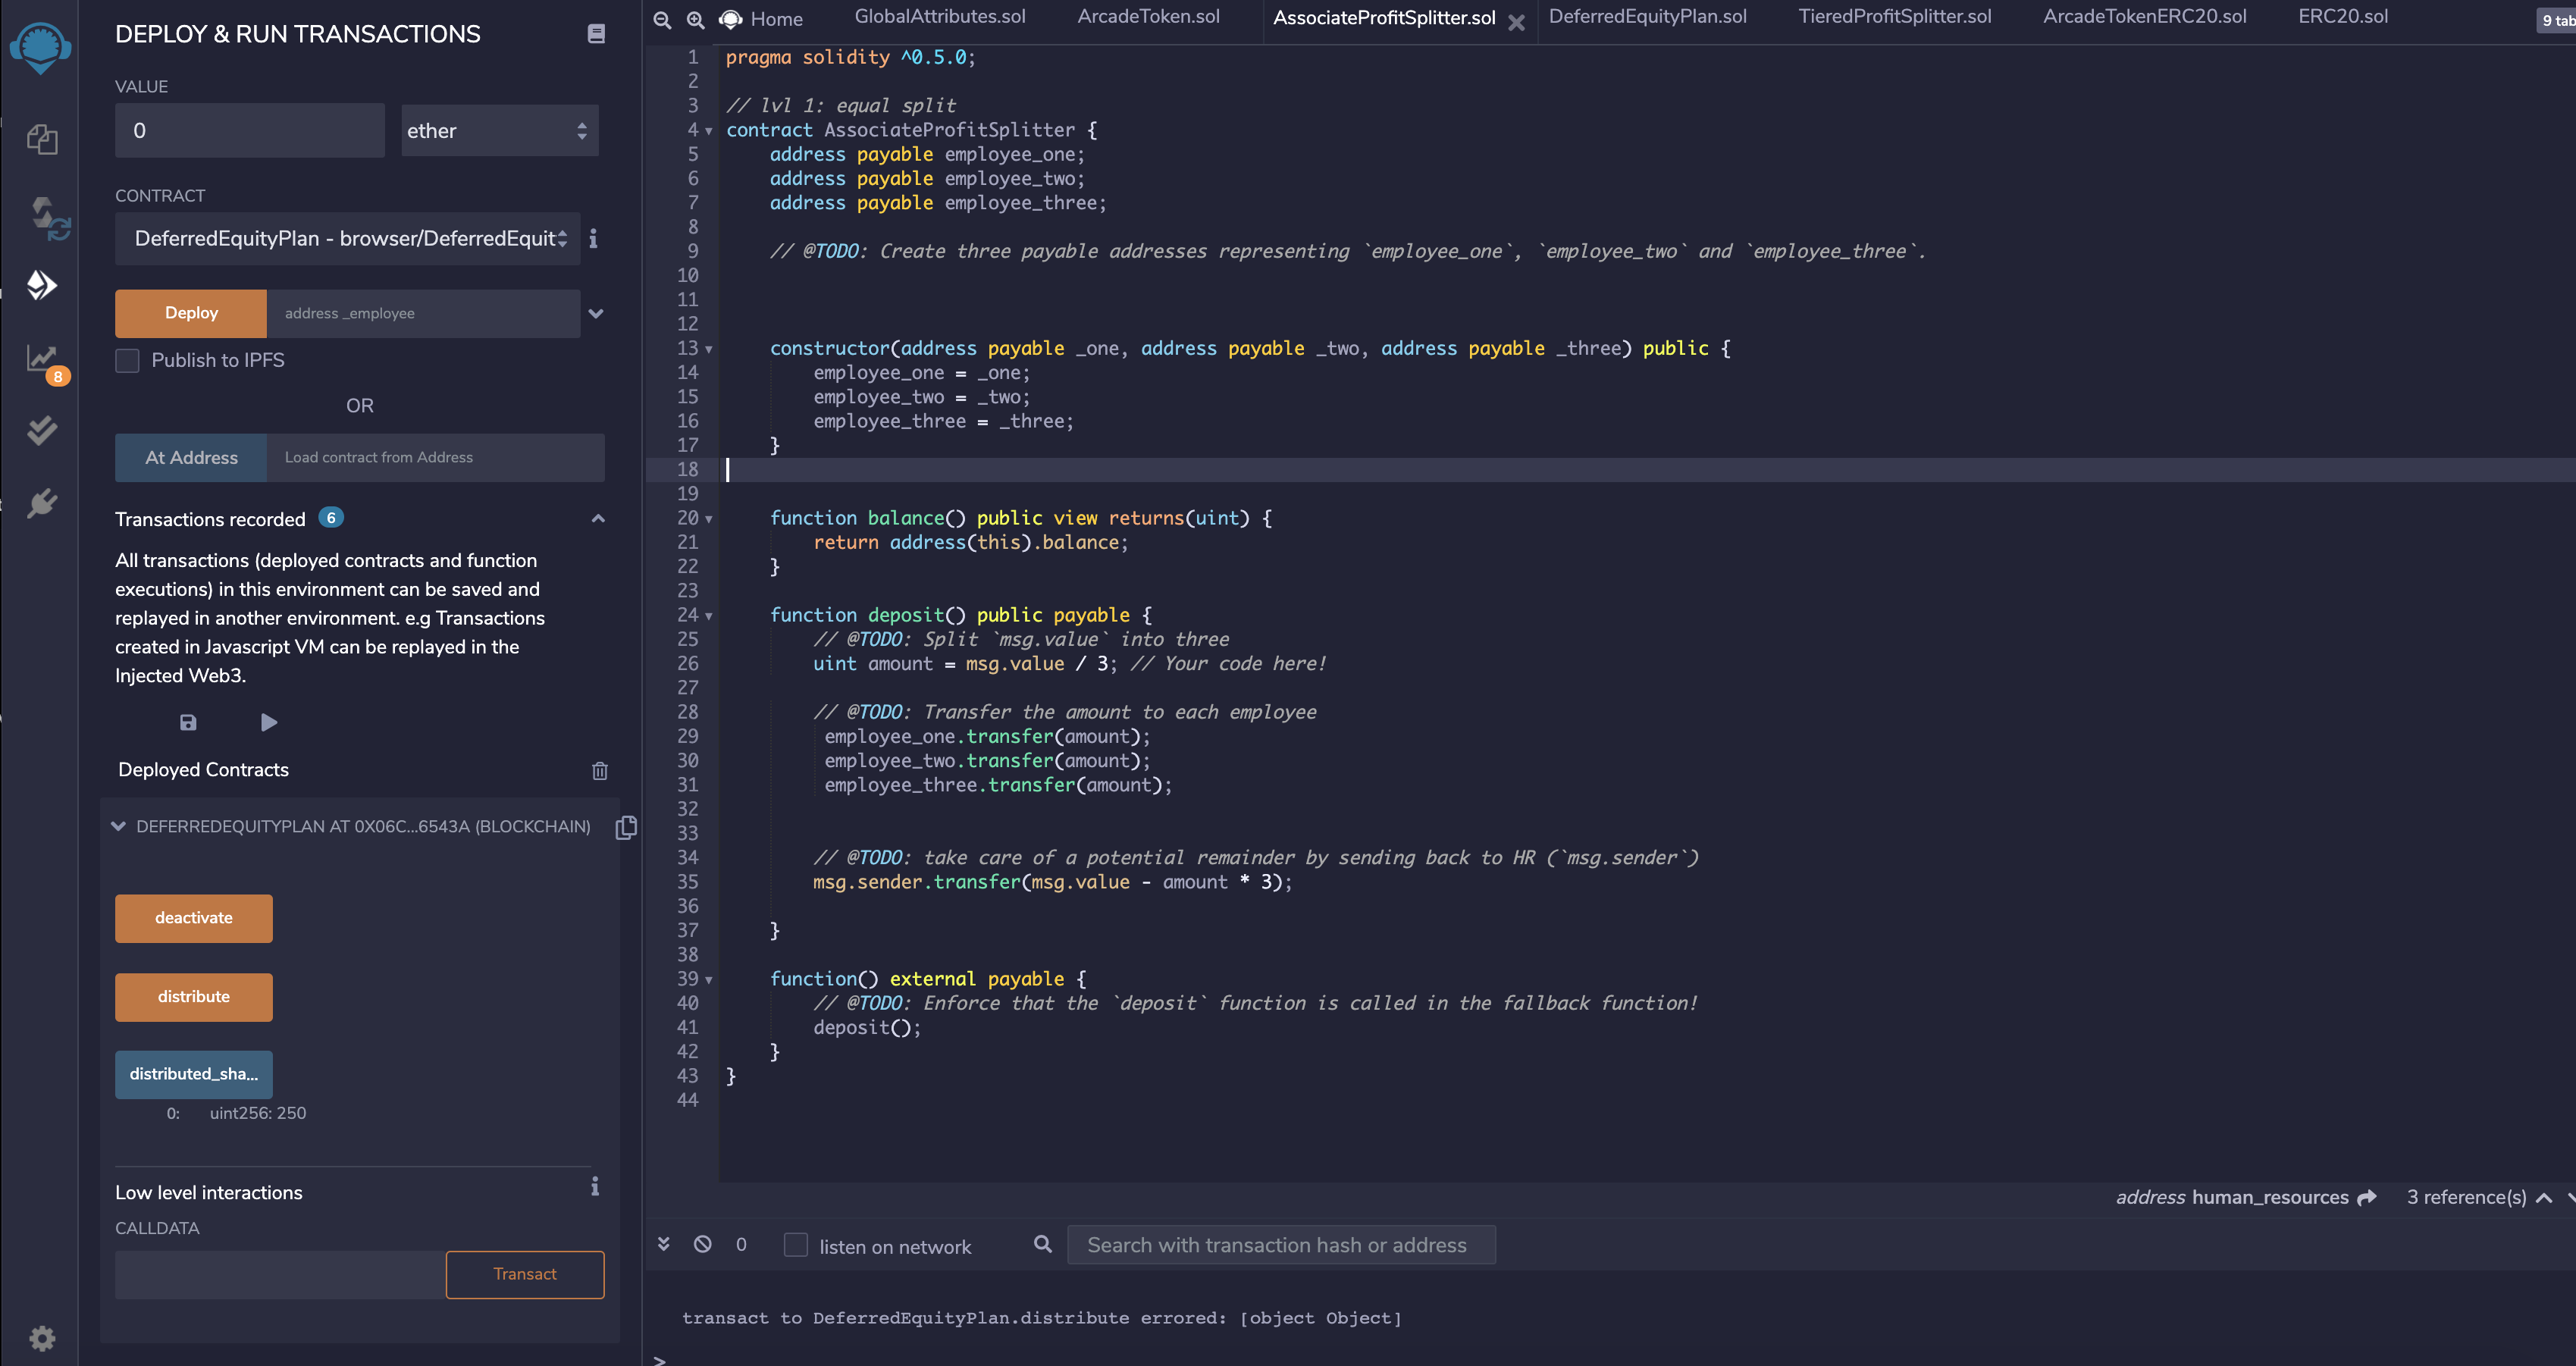 DEPLOY & RUN TRANSACTIONS
VALUE
0
ether
CONTRACT
DeferredEquityPlan - browser/DeferredEquit
Deploy
address _employee
Publish to IPFS
OR
At Address
Load contract from Address
Transactions recorded 6
All transactions (deployed contracts and function
executions) in this environment can be saved and
replayed in another environment. e.g Transactions
created in Javascript VM can be replayed in the
Injected Web3.
Deployed Contracts
DEFERREDEQUITYPLAN AT 0X06C...6543A (BLOCKCHAIN)
deactivate
distribute
distributed_sha...
0: uint256: 250
Low level interactions
CALLDATA
Transact
8
Home GlobalAttributes.sol ArcadeToken.sol AssociateProfitSplitter.sol DeferredEquityPlan.sol TieredProfitSplitter.sol ArcadeTokenERC20.sol ERC20.sol 9 tab
1 pragma solidity ^0.5.0;
2
3 // lvl 1: equal split
4 contract AssociateProfitSplitter {
5 address payable employee_one;
6 address payable employee_two;
7 address payable employee_three;
8
9 // @TODO: Create three payable addresses representing `employee_one`, `employee_two` and `employee_three`.
10
11
12
13 constructor(address payable _one, address payable _two, address payable _three) public {
14 employee_one = _one;
15 employee_two = _two;
16 employee_three = _three;
17 }
18
19
20 function balance() public view returns(uint) {
21 return address(this).balance;
22 }
23
24 function deposit() public payable {
25 // @TODO: Split `msg.value` into three
26 uint amount = msg.value / 3; // Your code here!
27
28 // @TODO: Transfer the amount to each employee
29 employee_one.transfer(amount);
30 employee_two.transfer(amount);
31 employee_three.transfer(amount);
32
33
34 // @TODO: take care of a potential remainder by sending back to HR (`msg.sender`)
35 msg.sender.transfer(msg.value - amount * 3);
36
37 }
38
39 function() external payable {
40 // @TODO: Enforce that the `deposit` function is called in the fallback function!
41 deposit();
42 }
43 }
44
address human_resources 3 reference(s)
0 listen on network Search with transaction hash or address
transact to DeferredEquityPlan.distribute errored: [object Object]
>